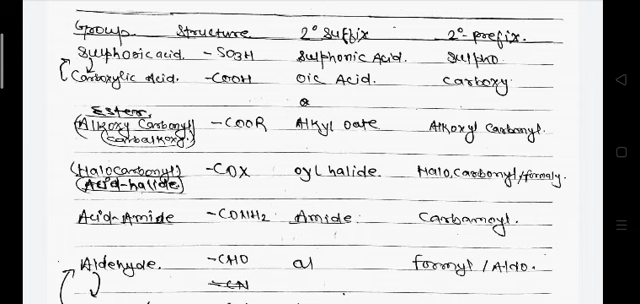 Group. Structure 2° Suffix 2°-prefix.
Sulphonic acid. -SO3H Sulphonic Acid. Sulpho
Carboxylic Acid. -COOH Oic Acid. Carboxy
Ester,
(Alkoxy Carbonyl) -COOR Alkyl oate Alkoxyl Carbonyl.
(Carbalkoxy.)
(Halocarbonyl) -COX oyl halide. Halo, Carbonyl/formly.
(Acid-halide)
Acid-Amide -CONH2 Amide. Carbamoyl.
Aldehyde. -CHO al formyl / Aldo.
-CN